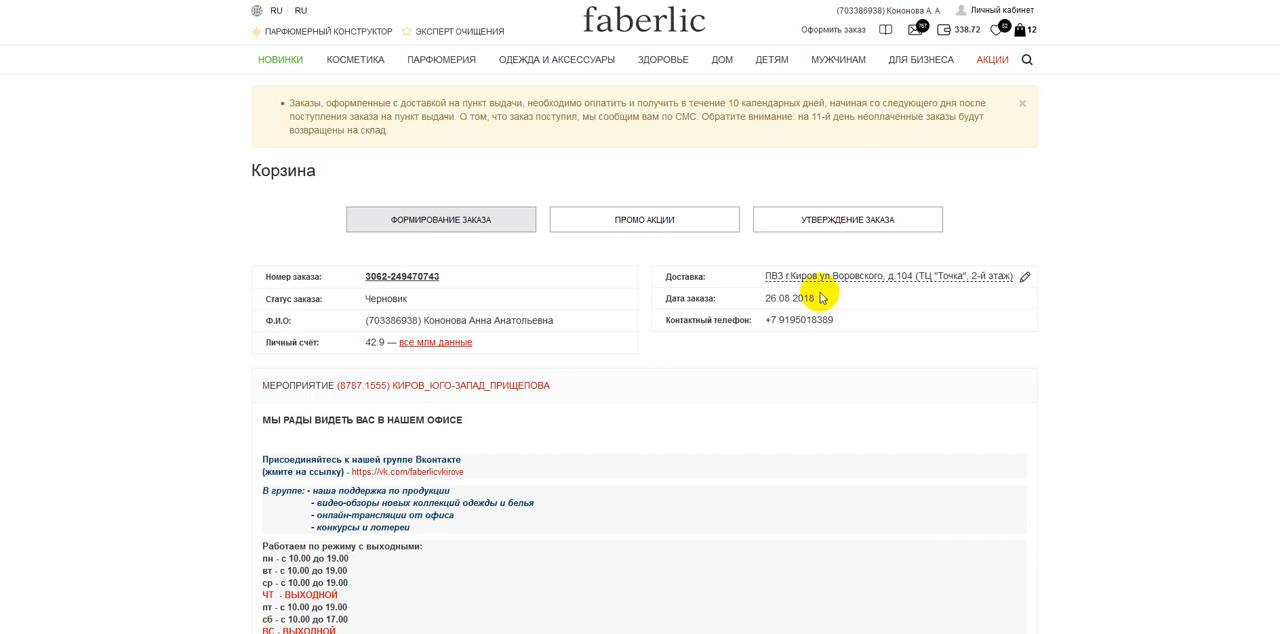 RU RU
(703386938) Кононова А. А. Личный кабинет
faberlic
ПАРФЮМЕРНЫЙ КОНСТРУКТОР ЭКСПЕРТ ОЧИЩЕНИЯ
Оформить заказ 767 338.72 52 12
НОВИНКИ КОСМЕТИКА ПАРФЮМЕРИЯ ОДЕЖДА И АКСЕССУАРЫ ЗДОРОВЬЕ ДОМ ДЕТЯМ МУЖЧИНАМ ДЛЯ БИЗНЕСА АКЦИИ
• Заказы, оформленные с доставкой на пункт выдачи, необходимо оплатить и получить в течение 10 календарных дней, начиная со следующего дня после
поступления заказа на пункт выдачи. О том, что заказ поступил, мы сообщим вам по СМС. Обратите внимание: на 11-й день неоплаченные заказы будут
возвращены на склад.
Корзина
ФОРМИРОВАНИЕ ЗАКАЗА ПРОМО АКЦИИ УТВЕРЖДЕНИЕ ЗАКАЗА
Номер заказа: 3062-249470743
Статус заказа: Черновик
Ф.И.О: (703386938) Кононова Анна Анатольевна
Личный счёт: 42.9 — все млм данные
Доставка: ПВЗ г.Киров ул.Воровского, д.104 (ТЦ "Точка", 2-й этаж)
Дата заказа: 26.08.2018
Контактный телефон: +7 9195018389
МЕРОПРИЯТИЕ (8787.1555) КИРОВ_ЮГО-ЗАПАД_ПРИЩЕПОВА
МЫ РАДЫ ВИДЕТЬ ВАС В НАШЕМ ОФИСЕ
Присоединяйтесь к нашей группе Вконтакте
(жмите на ссылку) - https://vk.com/faberlicvkirove
В группе: - наша поддержка по продукции
- видео-обзоры новых коллекций одежды и белья
- онлайн-трансляции от офиса
- конкурсы и лотереи
Работаем по режиму с выходными:
пн - с 10.00 до 19.00
вт - с 10.00 до 19.00
ср - с 10.00 до 19.00
ЧТ - ВЫХОДНОЙ
пт - с 10.00 до 19.00
сб - с 10.00 до 17.00
ВС - ВЫХОДНОЙ